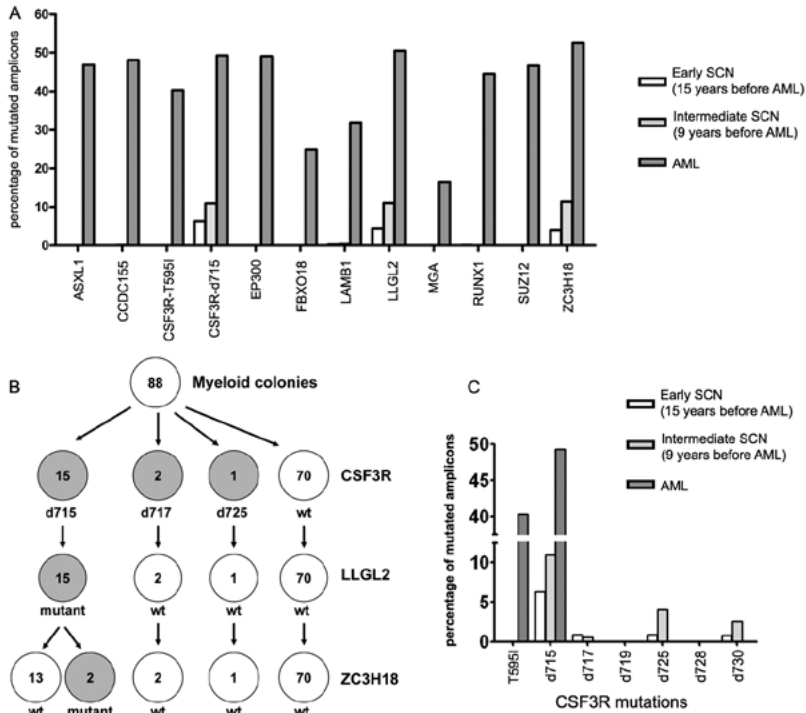 A
percentage of mutated amplicons
60
50
40
30
20
10
0
ASXL1
CCDC155
CSF3R-T595I
CSF3R-d715
EP300
FBXO18
LAMB1
LLGL2
MGA
RUNX1
SUZ12
ZC3H18
Early SCN
(15 years before AML)
Intermediate SCN
(9 years before AML)
AML
B
88 Myeloid colonies
15 2 1 70 CSF3R
d715 d717 d725 wt
15 2 1 70 LLGL2
mutant wt wt wt
13 2 2 1 70 ZC3H18
wt mutant wt wt wt
C
Early SCN
(15 years before AML)
Intermediate SCN
(9 years before AML)
AML
percentage of mutated amplicons
50
45
40
10
5
0
T595I
d715
d717
d719
d725
d728
d730
CSF3R mutations